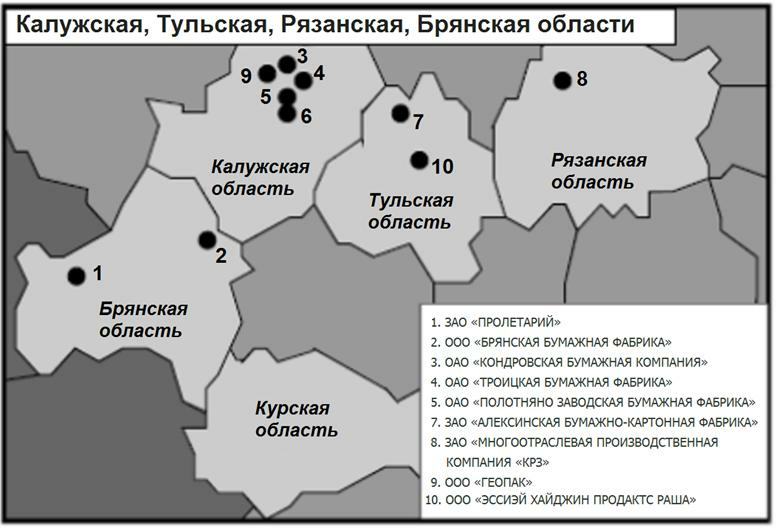 Калужская, Тульская, Рязанская, Брянская области
3
9
4
5
6
8
7
10
Калужская
область
Рязанская
область
Тульская
область
2
1
Брянская
область
Курская
область
1. ЗАО «ПРОЛЕТАРИЙ»
2. ООО «БРЯНСКАЯ БУМАЖНАЯ ФАБРИКА»
3. ОАО «КОНДРОВСКАЯ БУМАЖНАЯ КОМПАНИЯ»
4. ОАО «ТРОИЦКАЯ БУМАЖНАЯ ФАБРИКА»
5. ОАО «ПОЛОТНЯНО ЗАВОДСКАЯ БУМАЖНАЯ ФАБРИКА»
7. ЗАО «АЛЕКСИНСКАЯ БУМАЖНО-КАРТОННАЯ ФАБРИКА»
8. ЗАО «МНОГООТРАСЛЕВАЯ ПРОИЗВОДСТВЕННАЯ
КОМПАНИЯ «КРЗ»
9. ООО «ГЕОПАК»
10. ООО «ЭССИЭЙ ХАЙДЖИН ПРОДАКТС РАША»